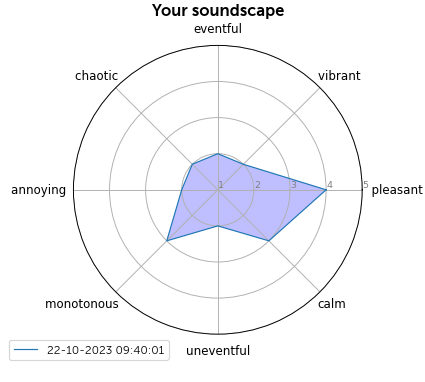 Your soundscape
eventful
chaotic
vibrant
annoying
1
2
3
4
5
pleasant
monotonous
calm
22-10-2023 09:40:01
uneventful